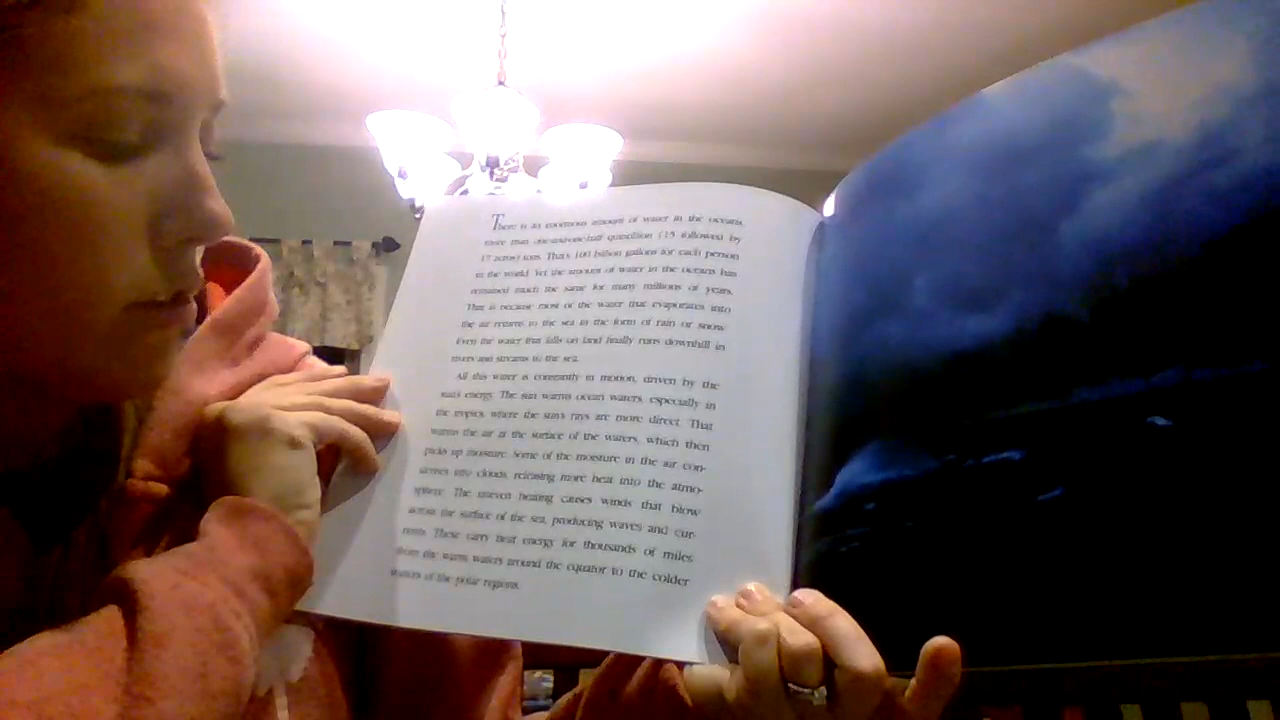 There is an enormous amount of water in the oceans,
more than one-and-one-half quintillion (15 followed by
17 zeros) tons. That's 100 billion gallons for each person
in the world. Yet the amount of water in the oceans has
remained much the same for many millions of years.
That is because most of the water that evaporates into
the air returns to the sea in the form of rain or snow.
Even the water that falls on land finally runs downhill in
rivers and streams to the sea.
All this water is constantly in motion, driven by the
sun's energy. The sun warms ocean waters, especially in
the tropics, where the sun's rays are more direct. That
warms the air at the surface of the waters, which then
picks up moisture. Some of the moisture in the air con-
denses into clouds, releasing more heat into the atmo-
sphere. The uneven heating causes winds that blow
across the surface of the sea, producing waves and cur-
rents. These carry heat energy for thousands of miles
from the warm waters around the equator to the colder
waters of the polar regions.